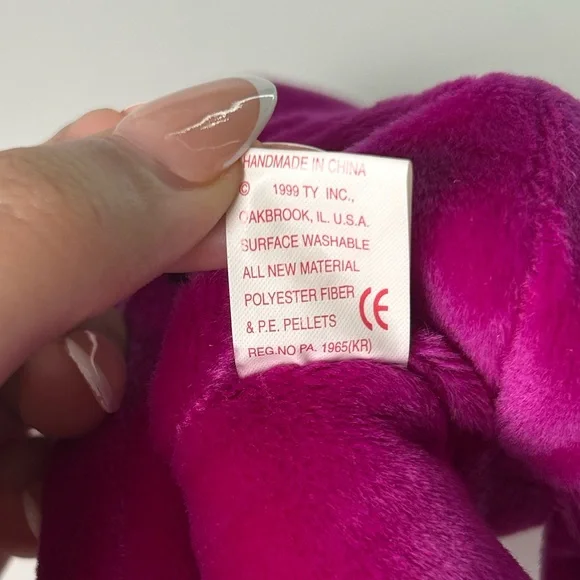 HANDMADE IN CHINA
© 1999 TY INC.,
OAKBROOK, IL. U.S.A.
SURFACE WASHABLE
ALL NEW MATERIAL
POLYESTER FIBER
& P.E. PELLETS
CE
REG.NO PA. 1965(KR)